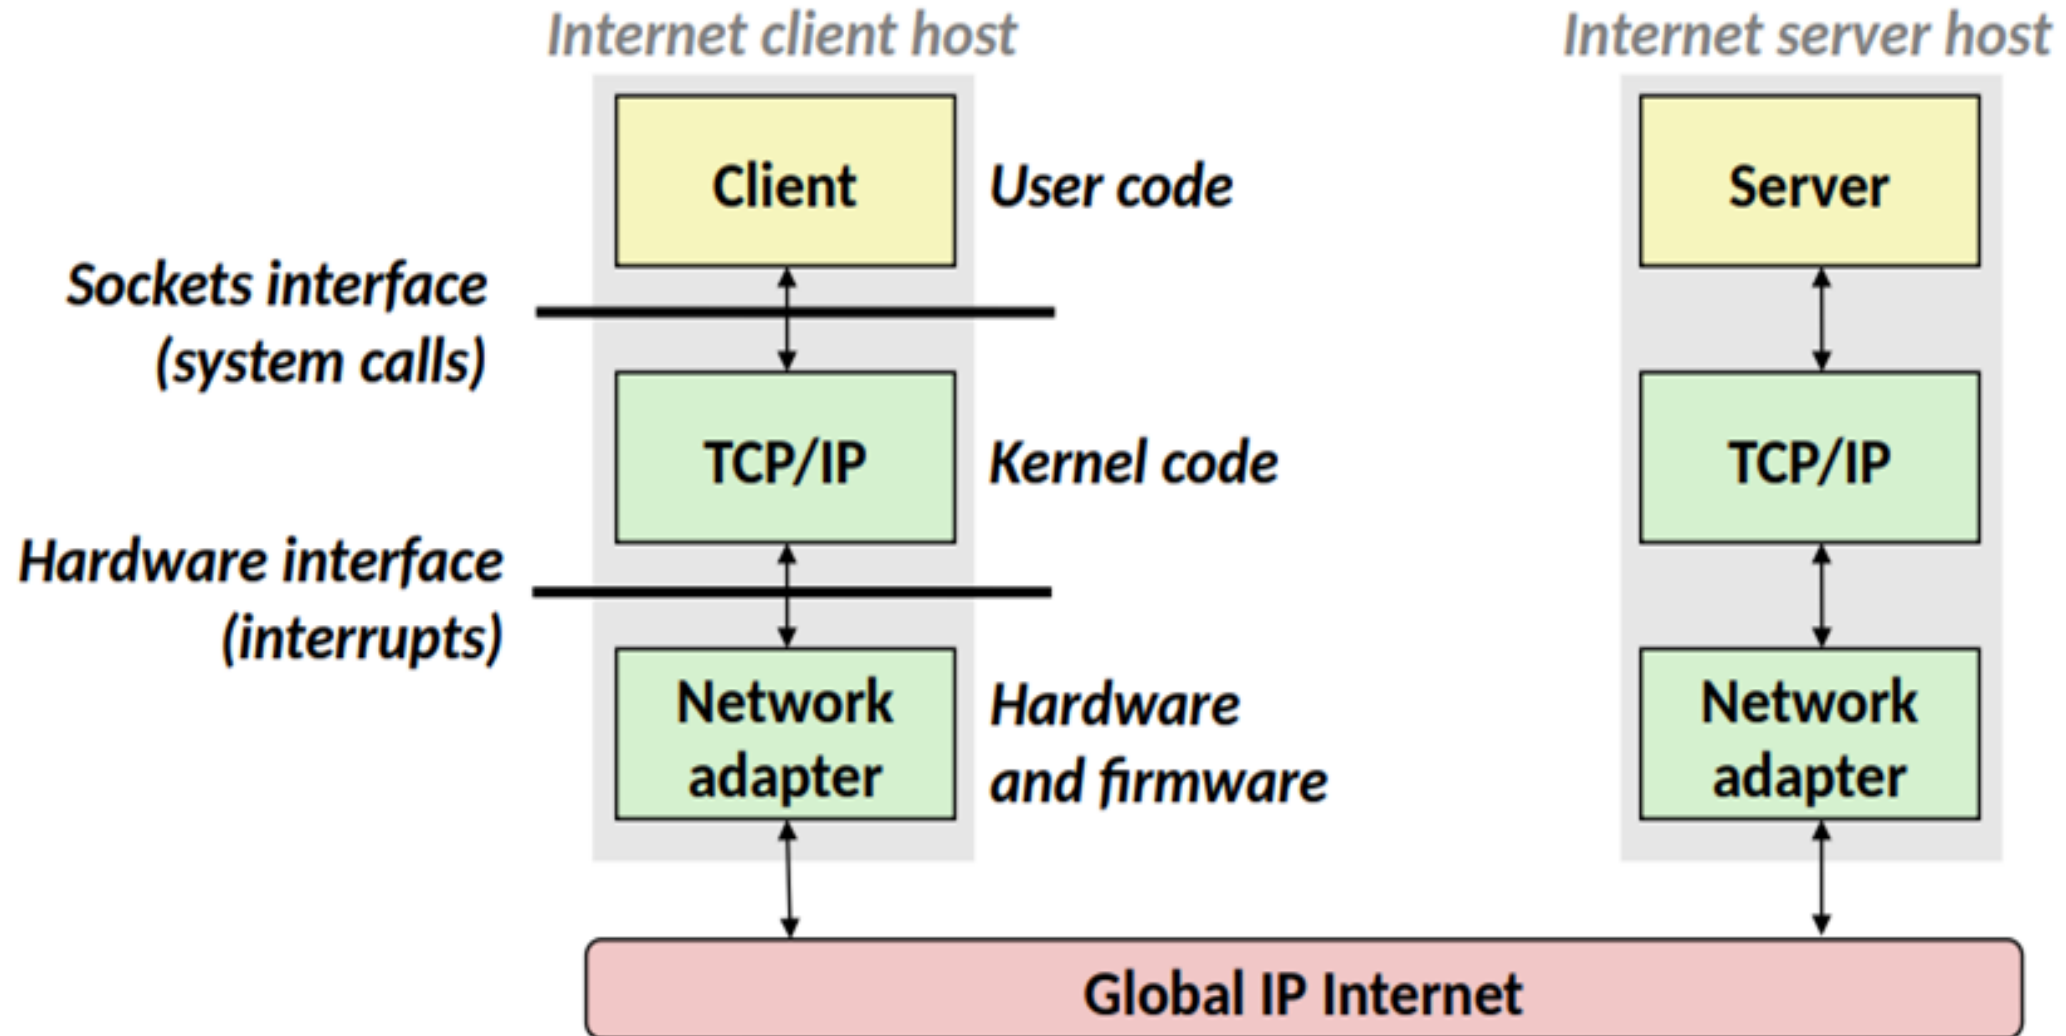 Internet client host
Internet server host
Client
User code
Server
Sockets interface
(system calls)
TCP/IP
Kernel code
TCP/IP
Hardware interface
(interrupts)
Network
adapter
Hardware
and firmware
Network
adapter
Global IP Internet